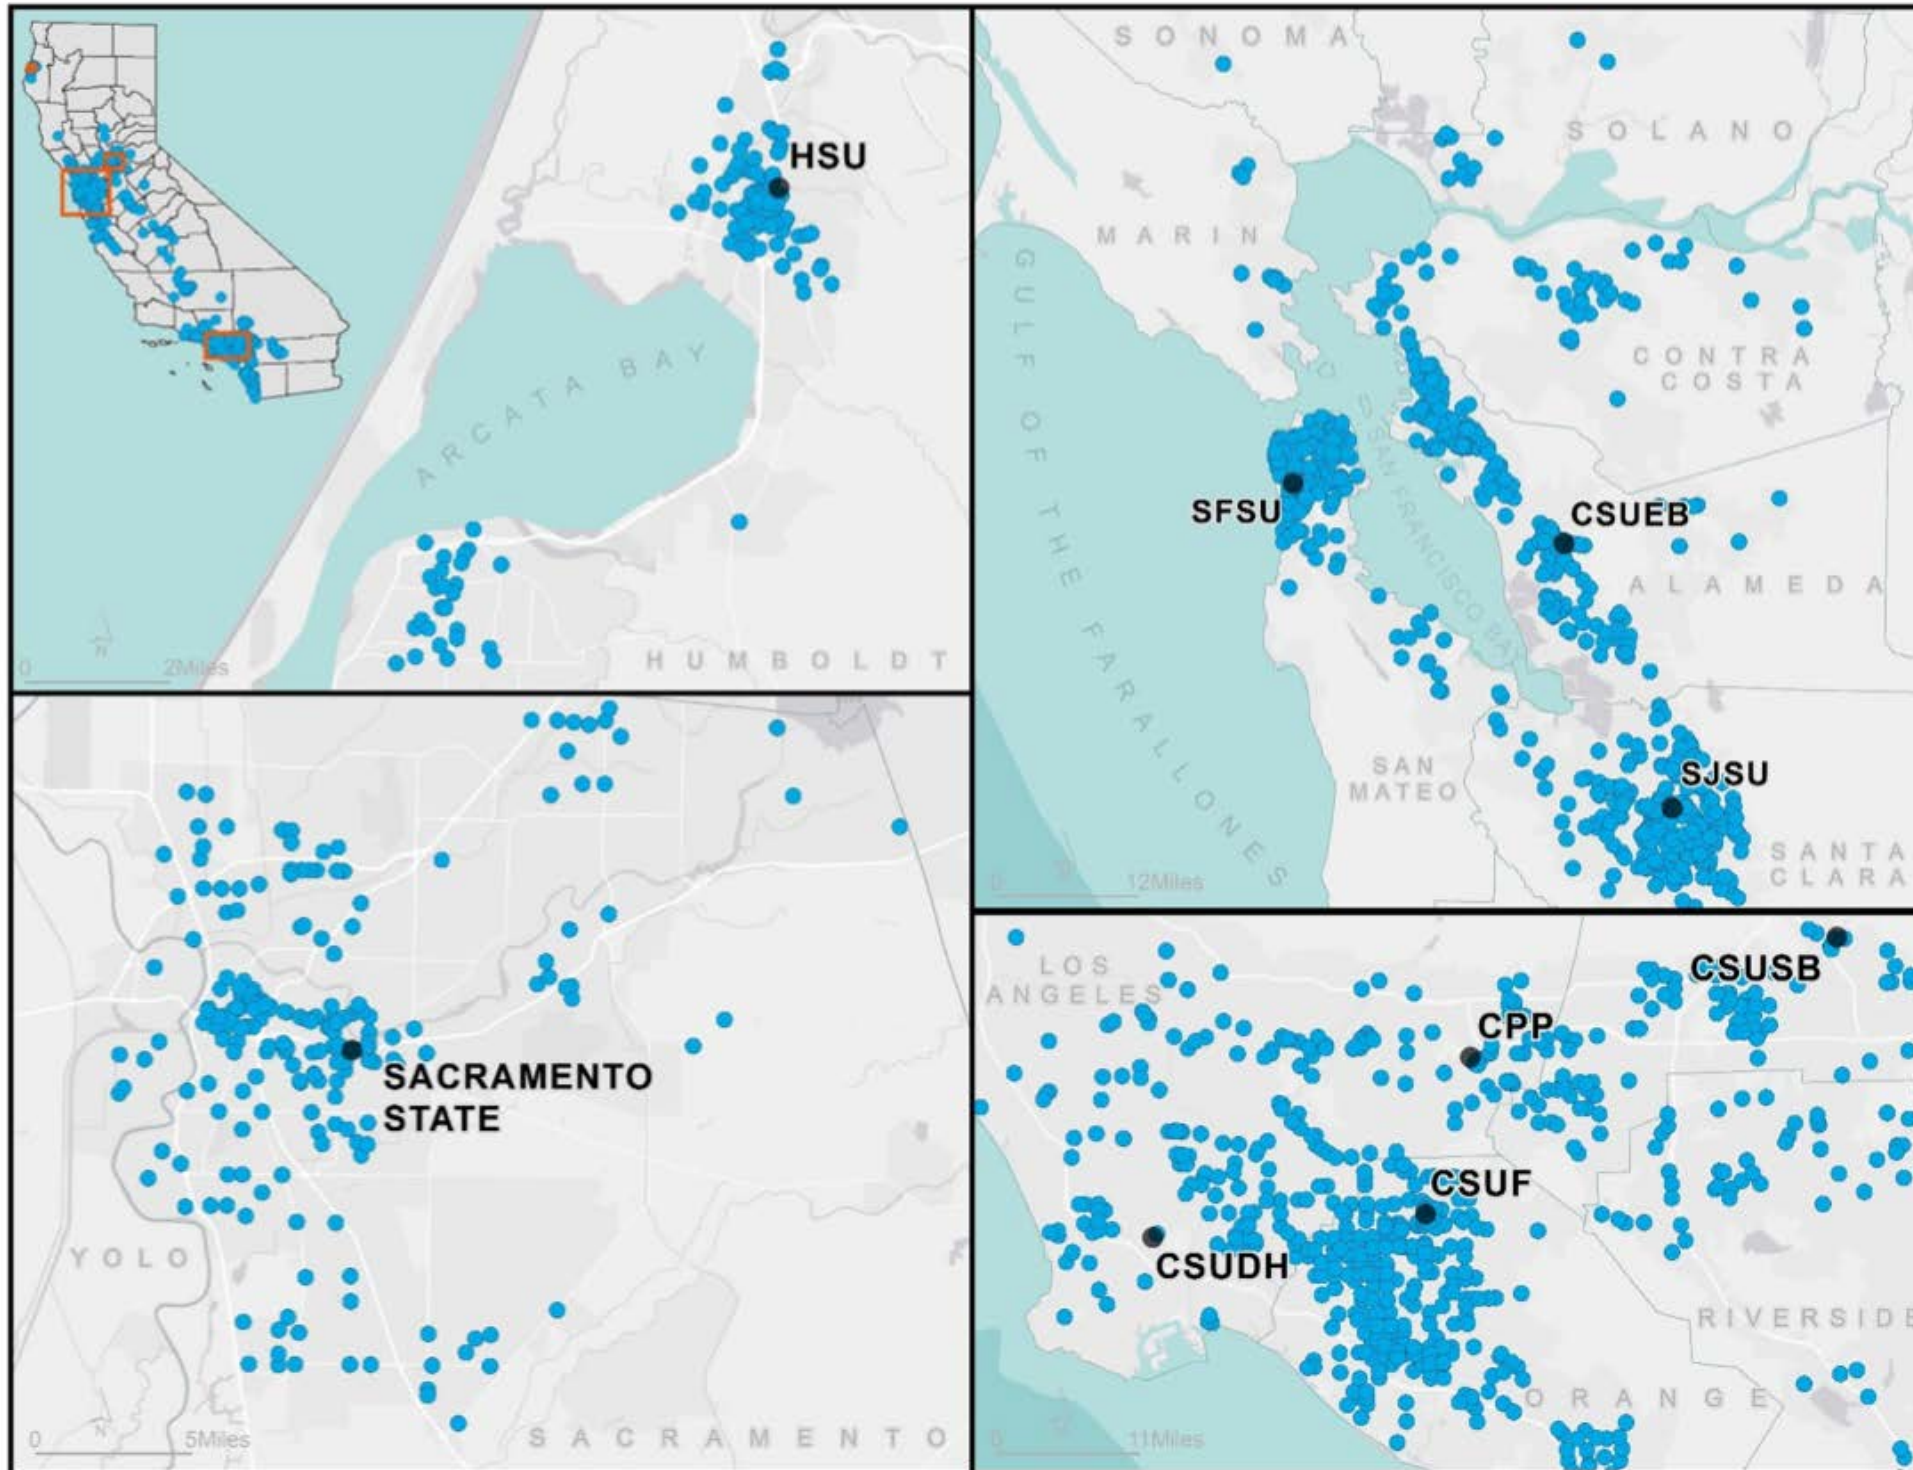 HSU
ARCATA BAY
HUMBOLDT
0 2Miles
N
SONOMA
SOLANO
MARIN
GULF OF THE FARALLONES
CONTRA
COSTA
SAN FRANCISCO BAY
SFSU
CSUEB
ALAMEDA
SAN
MATEO
SJSU
SANTA
CLARA
0 12Miles
SACRAMENTO
STATE
YOLO
SACRAMENTO
0 5Miles
N
LOS
ANGELES
CSUSB
CPP
CSUF
CSUDH
RIVERSIDE
ORANGE
0 11Miles